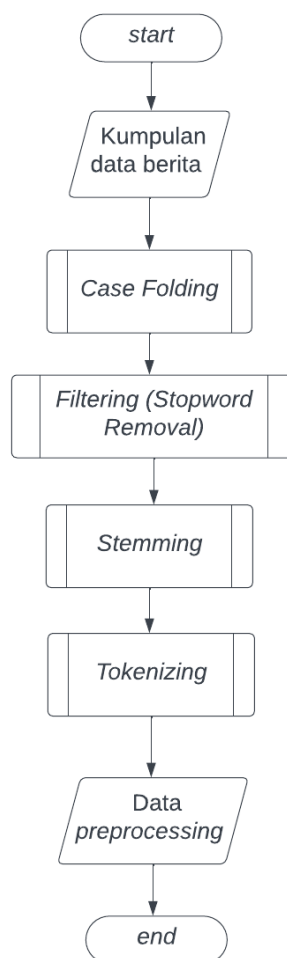 start
Kumpulan
data berita
Case Folding
Filtering (Stopword
Removal)
Stemming
Tokenizing
Data
preprocessing
end